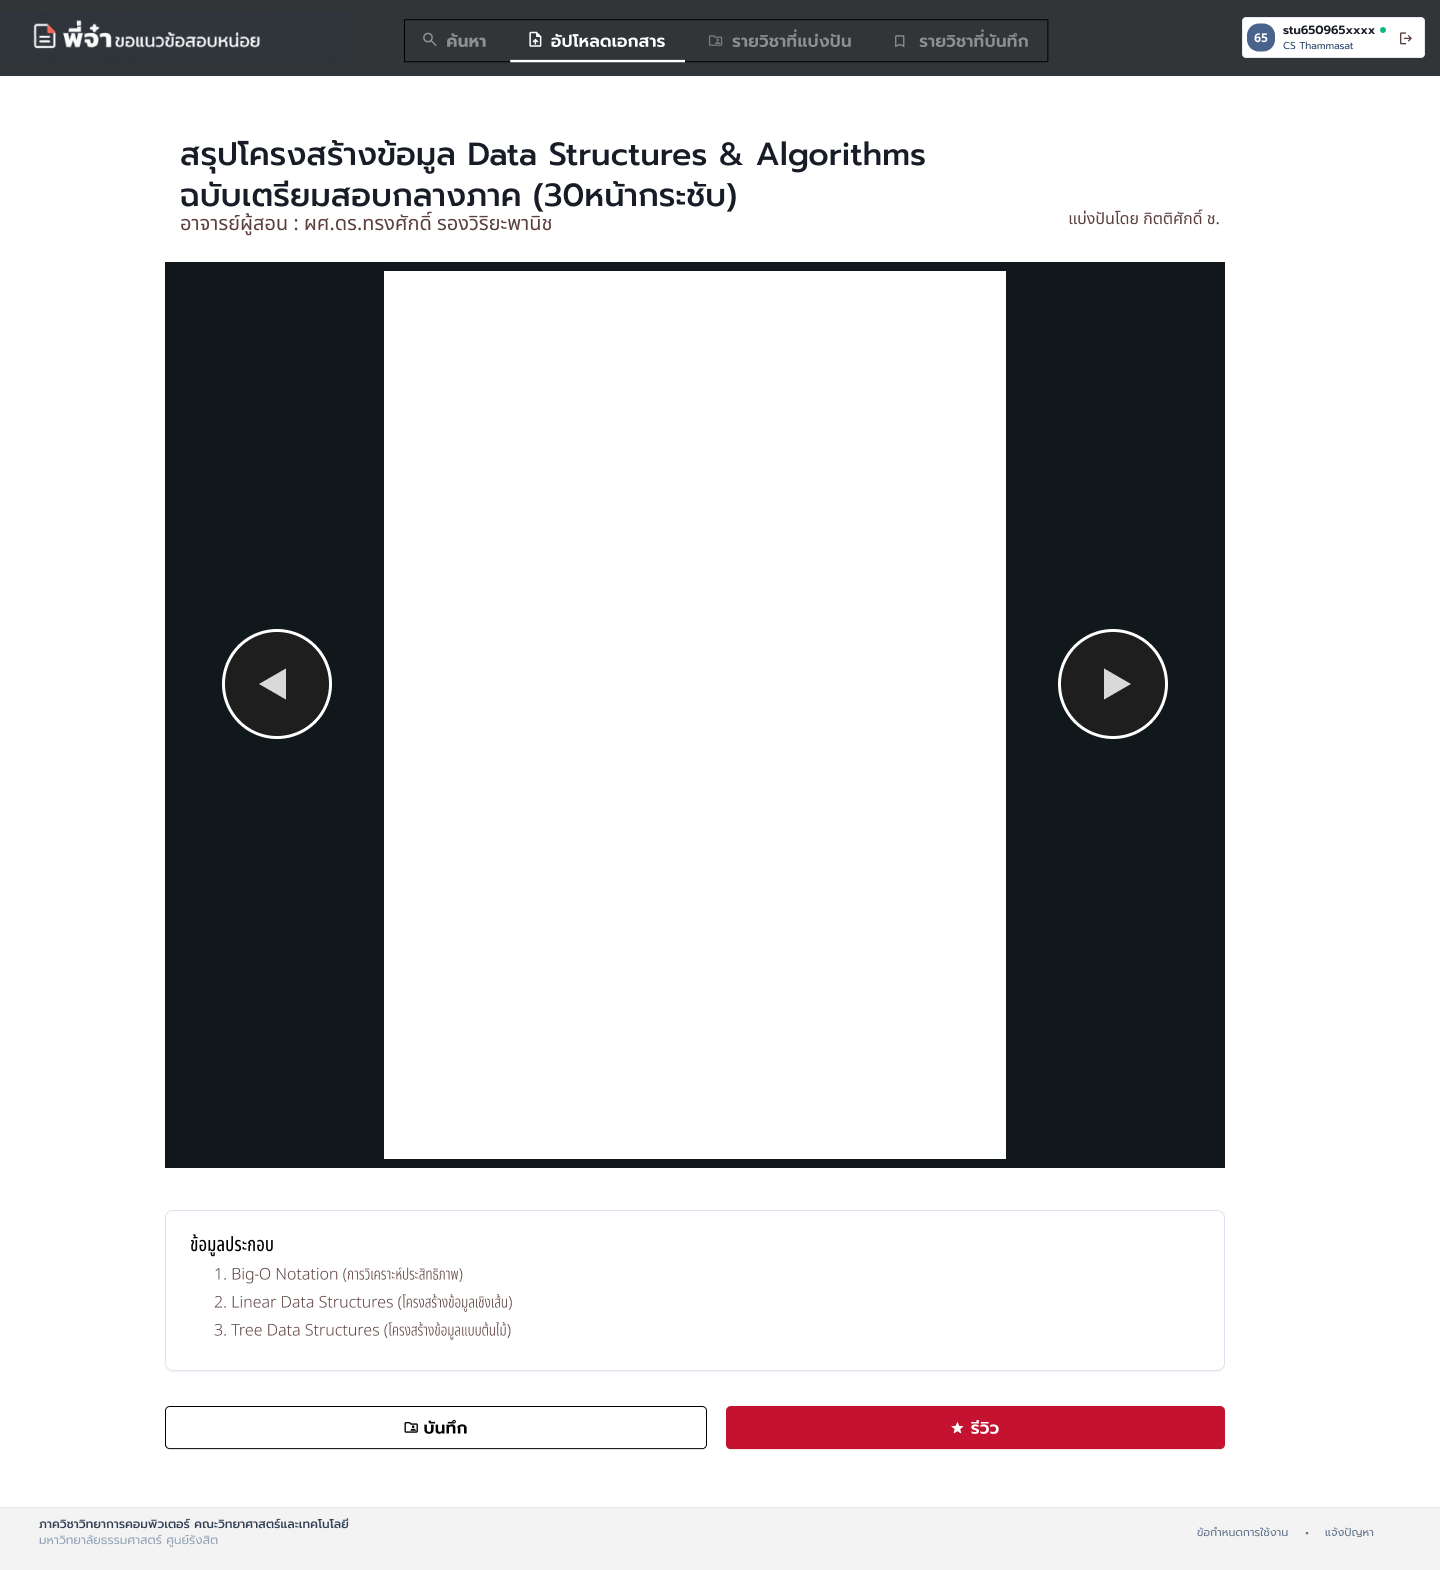 พี่จ๋า ขอแนวข้อสอบหน่อย
ค้นหา
อัปโหลดเอกสาร
รายวิชาที่แบ่งปัน
รายวิชาที่บันทึก
65
stu650965xxxx
CS Thammasat
สรุปโครงสร้างข้อมูล Data Structures & Algorithms
ฉบับเตรียมสอบกลางภาค (30หน้ากระชับ)
อาจารย์ผู้สอน : ผศ.ดร.ทรงศักดิ์ รองวิริยะพานิช
แบ่งปันโดย กิตติศักดิ์ ช.
ข้อมูลประกอบ
1. Big-O Notation (การวิเคราะห์ประสิทธิภาพ)
2. Linear Data Structures (โครงสร้างข้อมูลเชิงเส้น)
3. Tree Data Structures (โครงสร้างข้อมูลแบบต้นไม้)
บันทึก
รีวิว
ภาควิชาวิทยาการคอมพิวเตอร์ คณะวิทยาศาสตร์และเทคโนโลยี
มหาวิทยาลัยธรรมศาสตร์ ศูนย์รังสิต
ข้อกำหนดการใช้งาน • แจ้งปัญหา